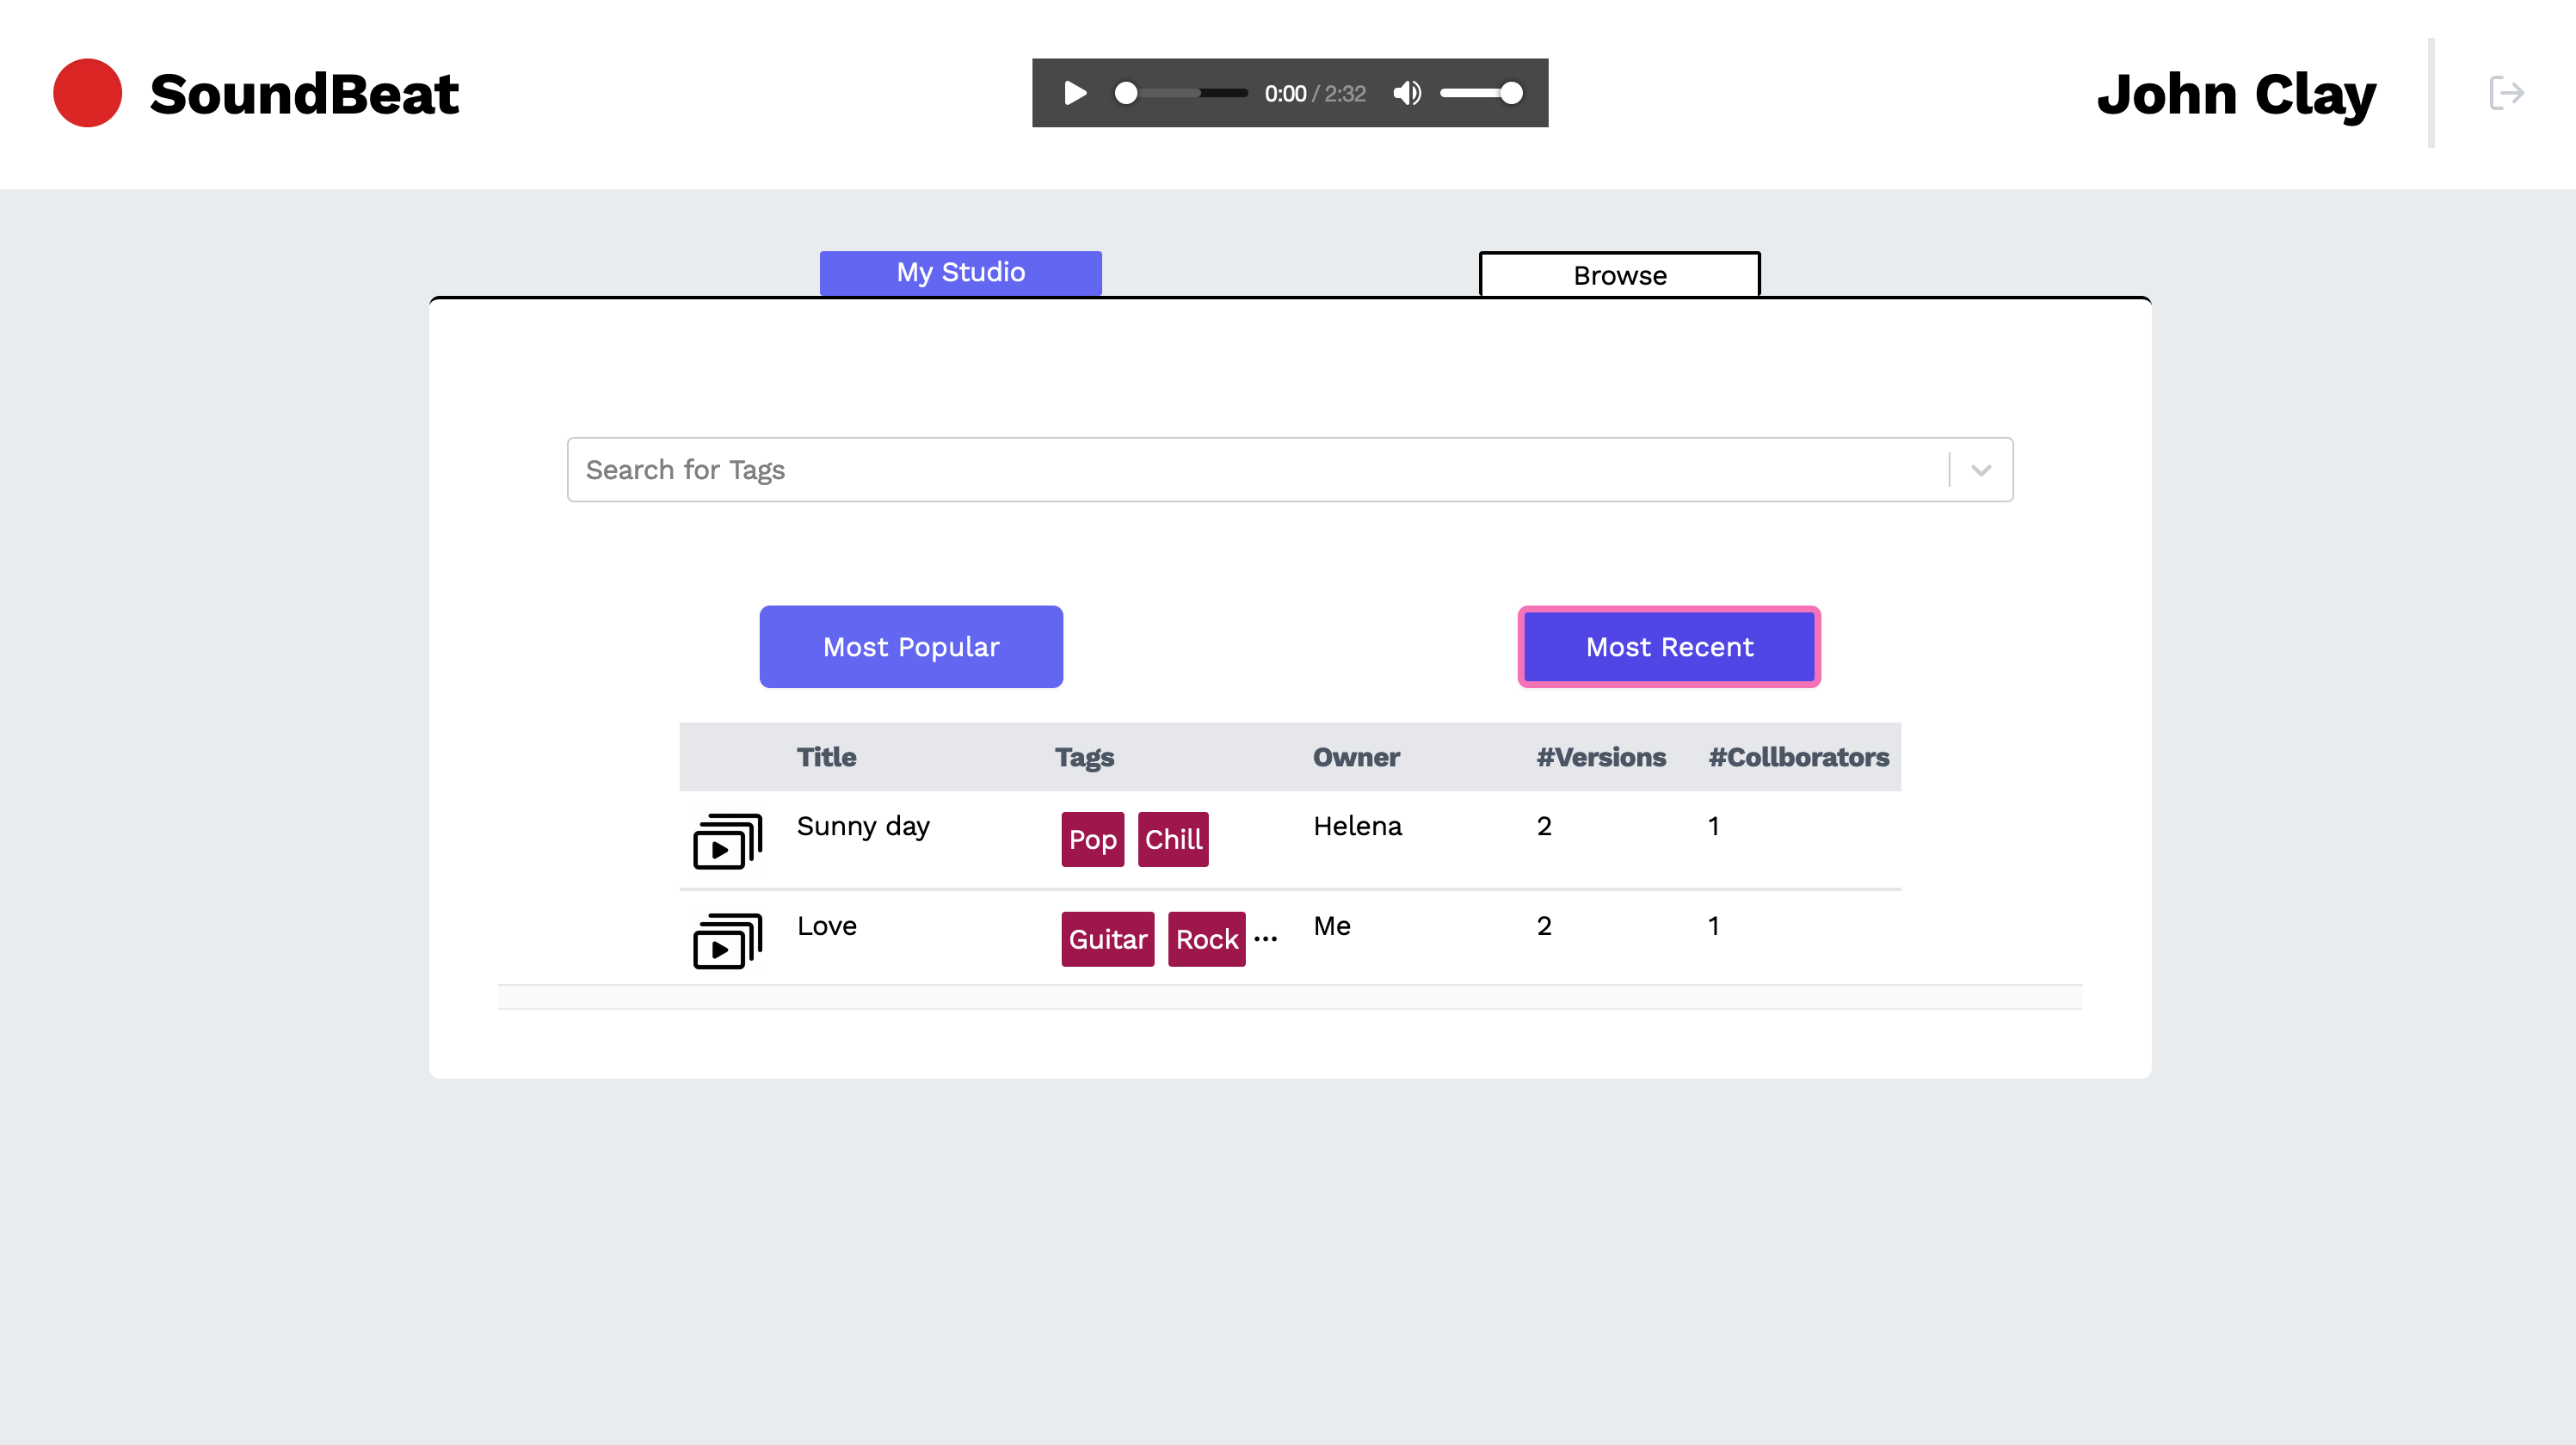 SoundBeat
0:00 / 2:32
John Clay
My Studio
Browse
Search for Tags
Most Popular
Most Recent
Title Tags Owner #Versions #Collborators
Sunny day Pop Chill Helena 2 1
Love Guitar Rock ... Me 2 1